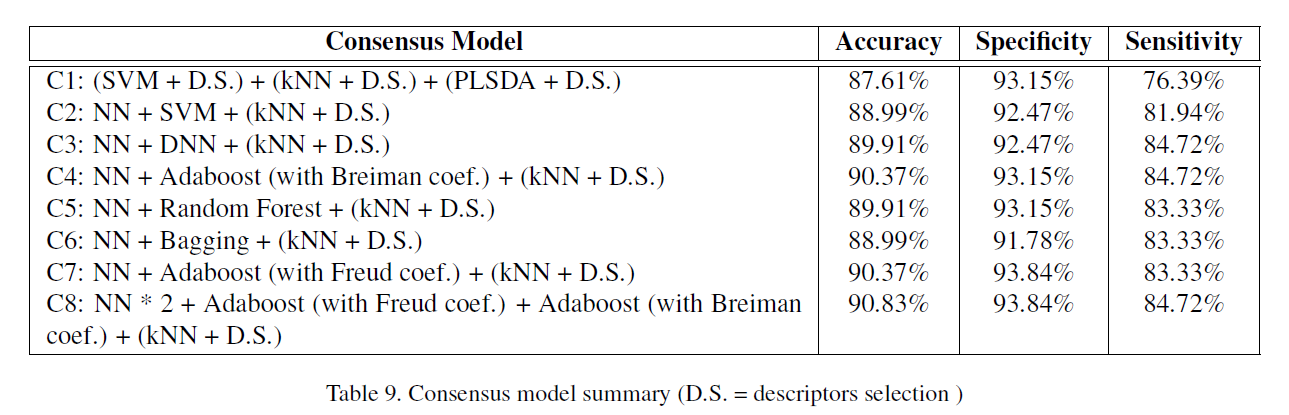 Consensus Model Accuracy Specificity Sensitivity
C1: (SVM + D.S.) + (kNN + D.S.) + (PLSDA + D.S.) 87.61% 93.15% 76.39%
C2: NN + SVM + (kNN + D.S.) 88.99% 92.47% 81.94%
C3: NN + DNN + (kNN + D.S.) 89.91% 92.47% 84.72%
C4: NN + Adaboost (with Breiman coef.) + (kNN + D.S.) 90.37% 93.15% 84.72%
C5: NN + Random Forest + (kNN + D.S.) 89.91% 93.15% 83.33%
C6: NN + Bagging + (kNN + D.S.) 88.99% 91.78% 83.33%
C7: NN + Adaboost (with Freud coef.) + (kNN + D.S.) 90.37% 93.84% 83.33%
C8: NN * 2 + Adaboost (with Freud coef.) + Adaboost (with Breiman 90.83% 93.84% 84.72%
coef.) + (kNN + D.S.)
Table 9. Consensus model summary (D.S. = descriptors selection )